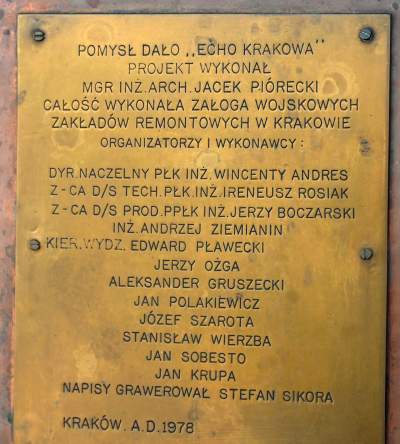 POMYSŁ DAŁO ,,ECHO KRAKOWA"
PROJEKT WYKONAŁ
MGR INŻ.ARCH.JACEK PIÓRECKI
CAŁOŚĆ WYKONAŁA ZAŁOGA WOJSKOWYCH
ZAKŁADÓW REMONTOWYCH W KRAKOWIE
ORGANIZATORZY I WYKONAWCY :
DYR.NACZELNY PŁK INŻ.WINCENTY ANDRES
Z-CA D/S TECH.PŁK.INŻ.IRENEUSZ ROSIAK
Z-CA D/S PROD.PPŁK INŻ.JERZY BOCZARSKI
INŻ.ANDRZEJ ZIEMIANIN
KIER.WYDZ. EDWARD PŁAWECKI
JERZY OŻGA
ALEKSANDER GRUSZECKI
JAN POLAKIEWICZ
JÓZEF SZAROTA
STANISŁAW WIERZBA
JAN SOBESTO
JAN KRUPA
NAPISY GRAWEROWAŁ STEFAN SIKORA
KRAKÓW. A.D.1978